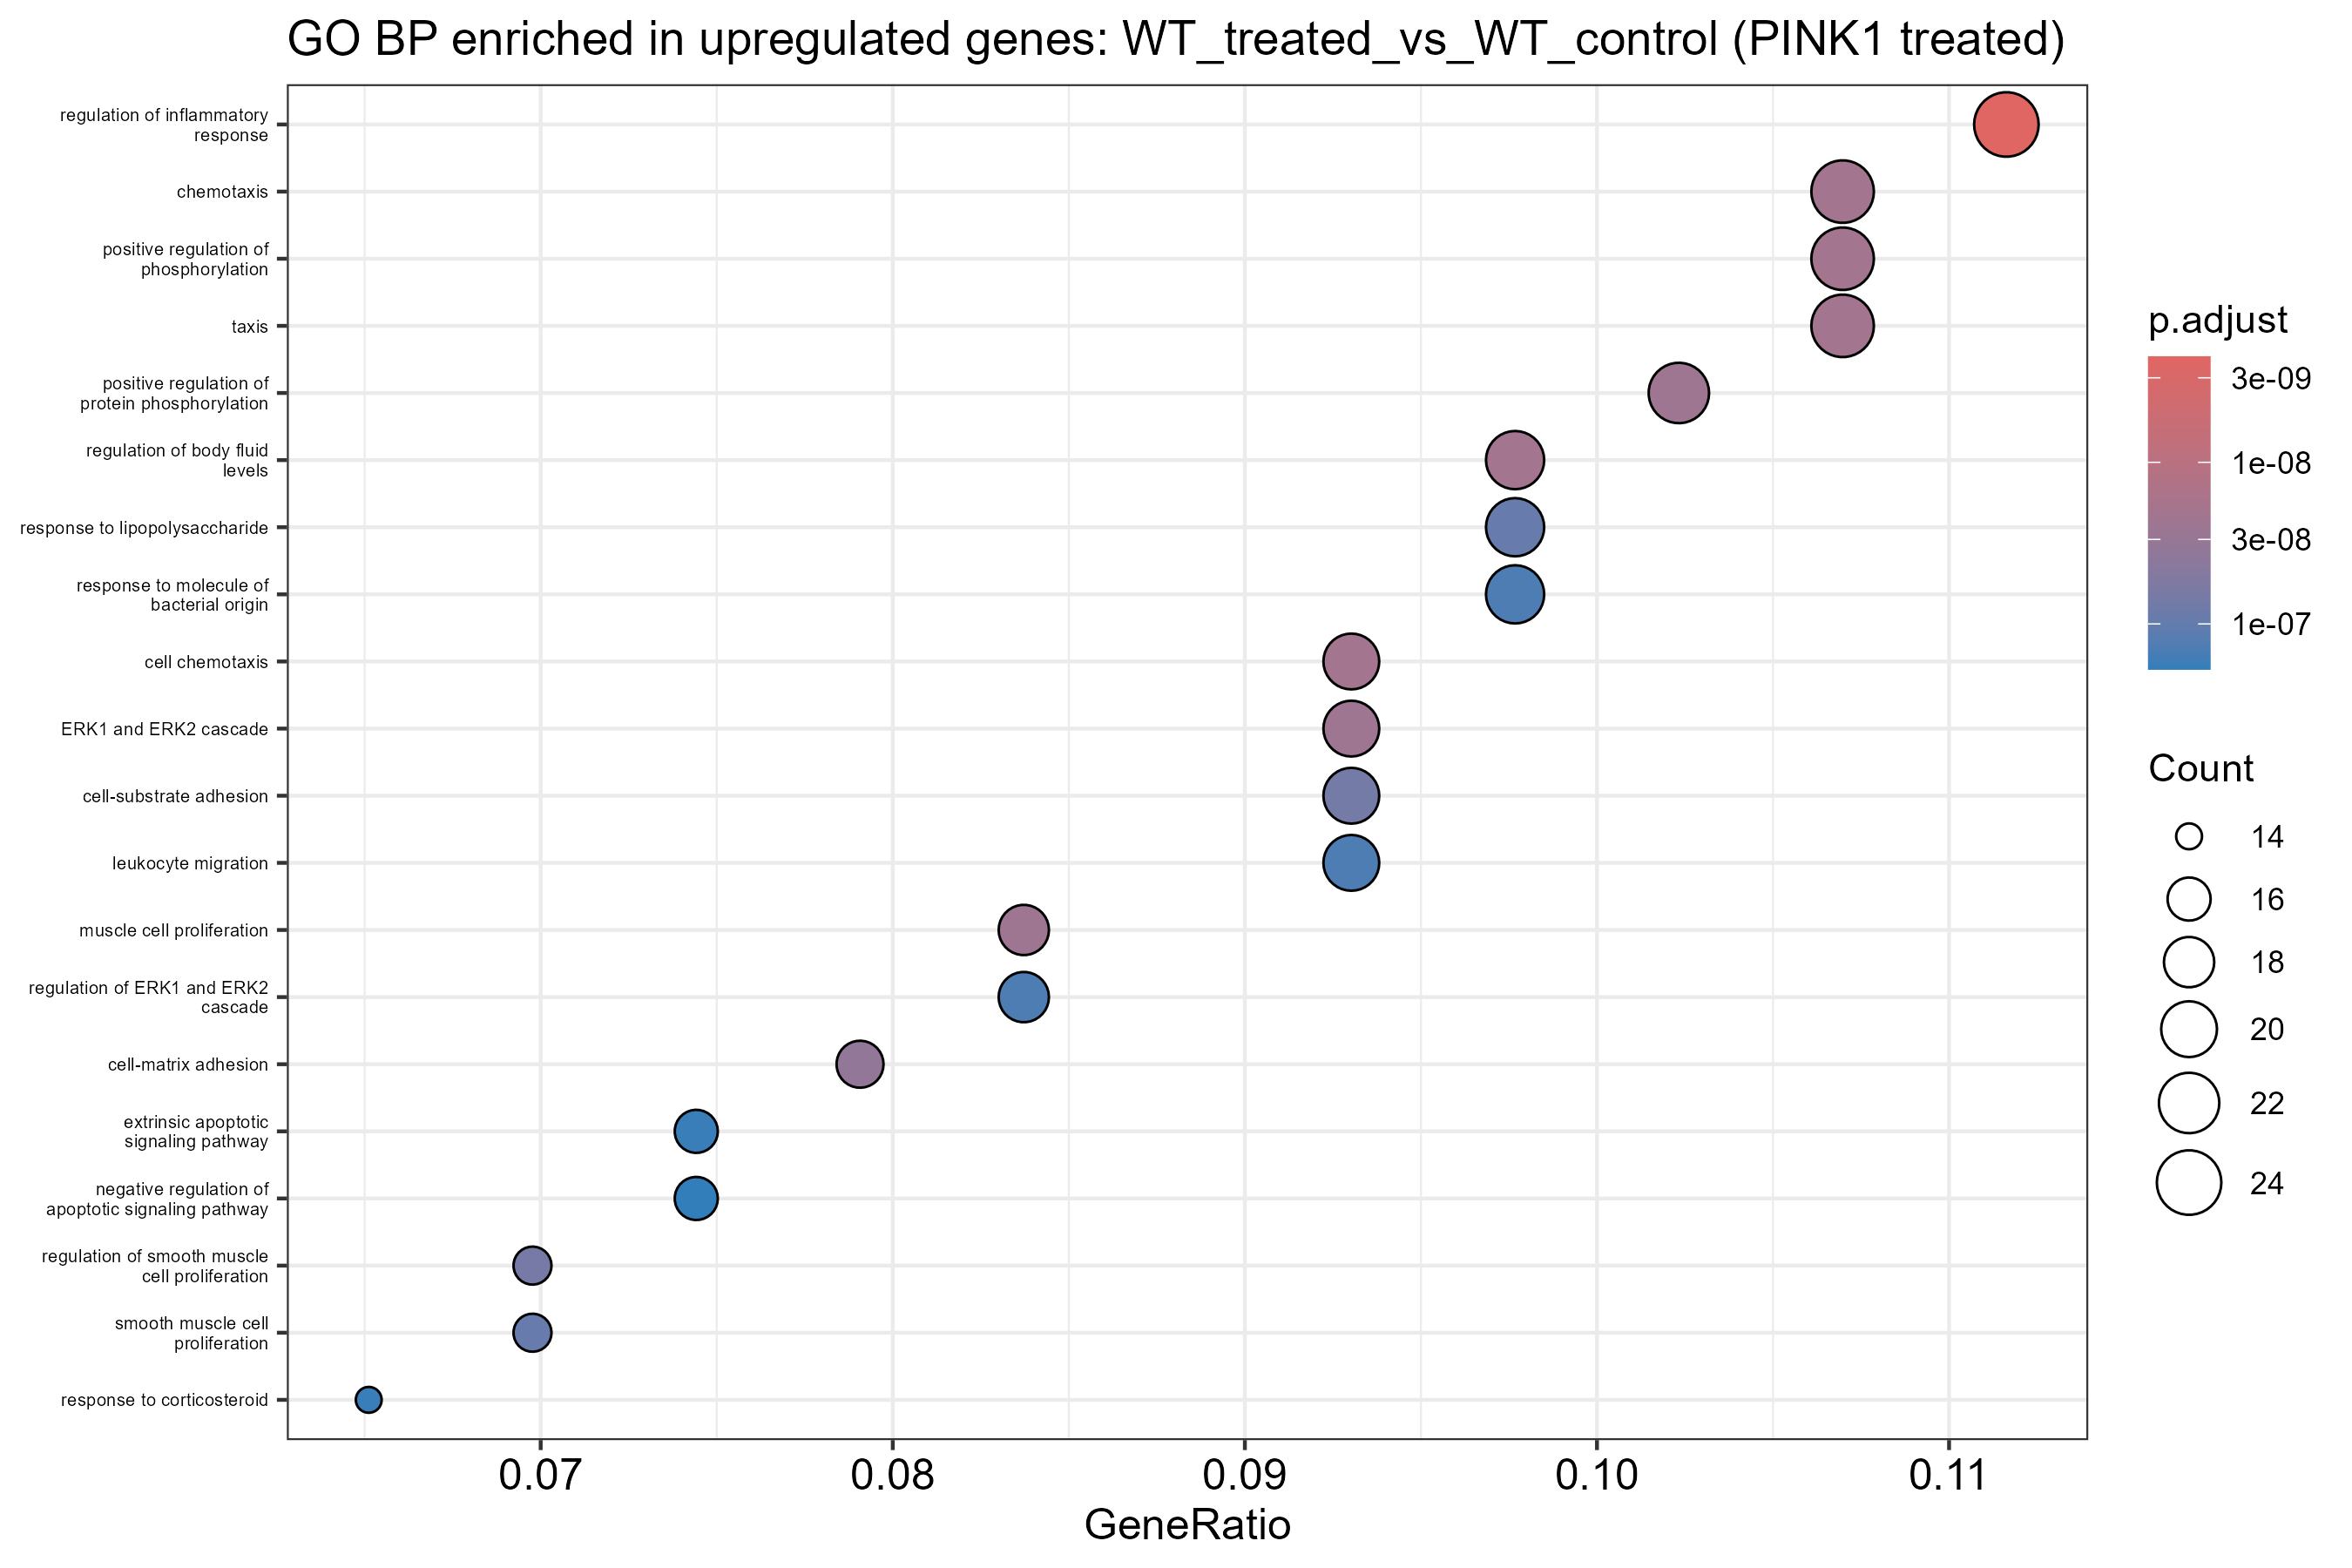 GO BP enriched in upregulated genes: WT_treated_vs_WT_control (PINK1 treated)
regulation of inflammatory
response
chemotaxis
positive regulation of
phosphorylation
taxis
positive regulation of
protein phosphorylation
regulation of body fluid
levels
response to lipopolysaccharide
response to molecule of
bacterial origin
cell chemotaxis
ERK1 and ERK2 cascade
cell-substrate adhesion
leukocyte migration
muscle cell proliferation
regulation of ERK1 and ERK2
cascade
cell-matrix adhesion
extrinsic apoptotic
signaling pathway
negative regulation of
apoptotic signaling pathway
regulation of smooth muscle
cell proliferation
smooth muscle cell
proliferation
response to corticosteroid
0.07 0.08 0.09 0.10 0.11
GeneRatio
p.adjust
3e-09
1e-08
3e-08
1e-07
Count
14
16
18
20
22
24